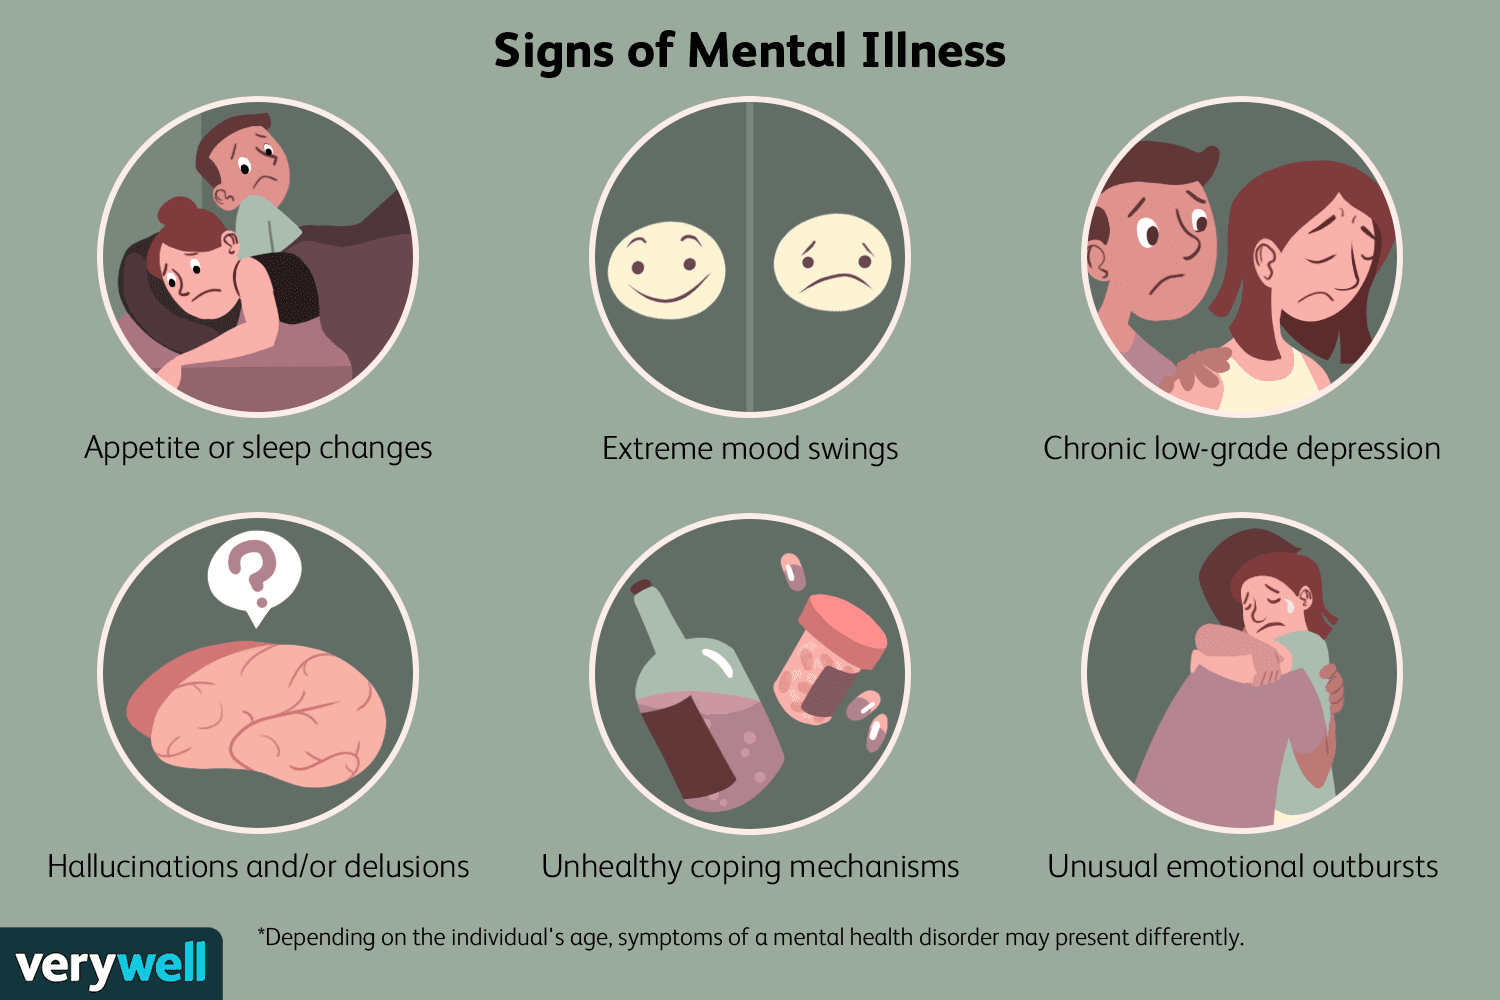 Signs of Mental Illness
Appetite or sleep changes
Extreme mood swings
Chronic low-grade depression
?
Hallucinations and/or delusions
Unhealthy coping mechanisms
Unusual emotional outbursts
*Depending on the individual's age, symptoms of a mental health disorder may present differently.
verywell